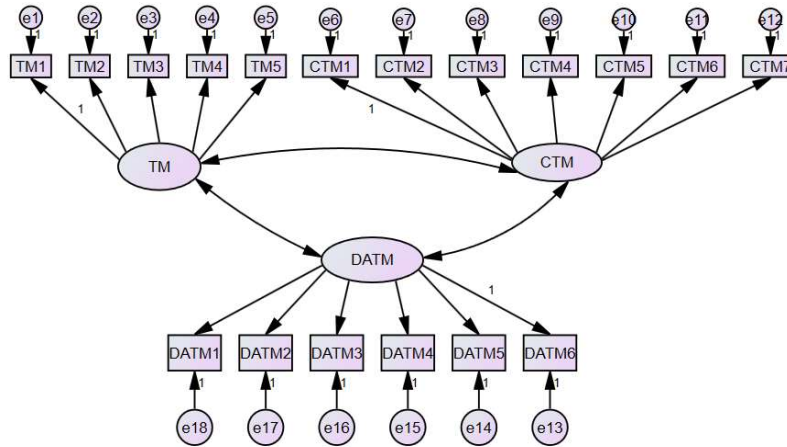 e1 e2 e3 e4 e5 e6 e7 e8 e9 e10 e11 e12
1 1 1 1 1 1 1 1 1 1 1 1
TM1 TM2 TM3 TM4 TM5 CTM1 CTM2 CTM3 CTM4 CTM5 CTM6 CTM7
1 1
TM CTM
DATM
1
DATM1 DATM2 DATM3 DATM4 DATM5 DATM6
1 1 1 1 1 1
e18 e17 e16 e15 e14 e13